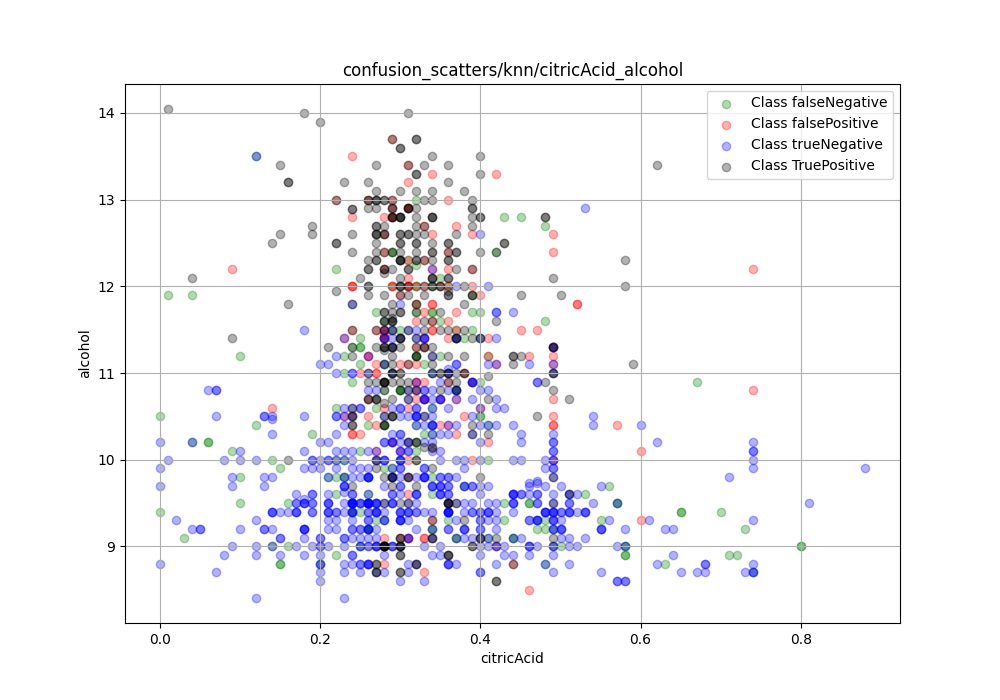 confusion_scatters/knn/citricAcid_alcohol
Class falseNegative
Class falsePositive
Class trueNegative
Class TruePositive
14
13
12
11
10
9
alcohol
0.0 0.2 0.4 0.6 0.8
citricAcid